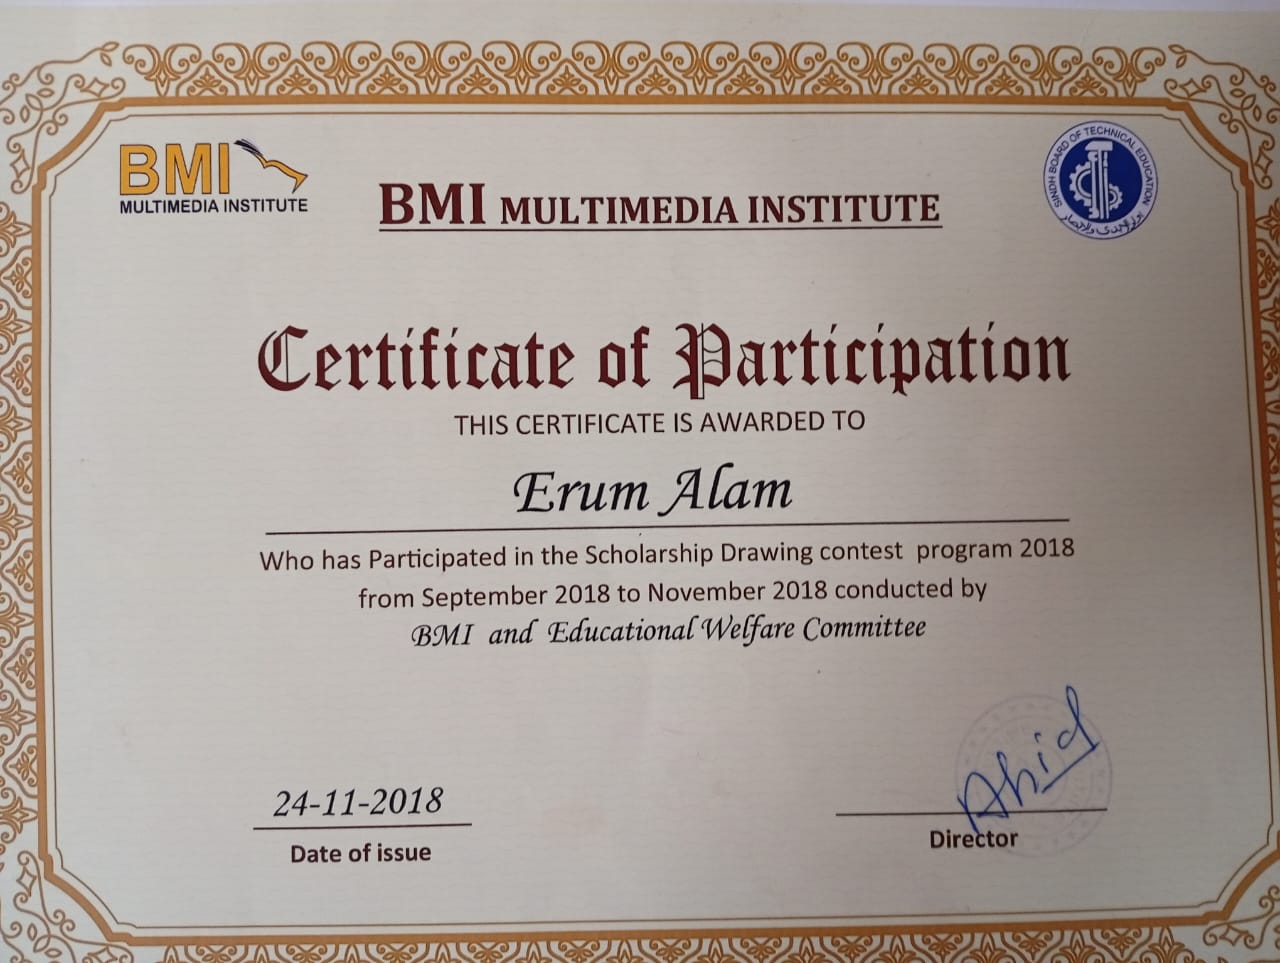 BMI
MULTIMEDIA INSTITUTE
BMI MULTIMEDIA INSTITUTE
SINDH BOARD OF TECHNICAL EDUCATION
Certificate of Participation
THIS CERTIFICATE IS AWARDED TO
Erum Alam
Who has Participated in the Scholarship Drawing contest program 2018
from September 2018 to November 2018 conducted by
BMI and Educational Welfare Committee
24-11-2018
Date of issue
Director